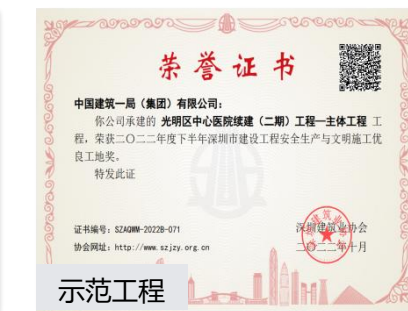 荣誉证书
中国建筑一局（集团）有限公司：
你公司承建的 光明区中心医院续建（二期）工程—主体工程 工
程，荣获二〇二二年度下半年深圳市建设工程安全生产与文明施工优
良工地奖。
特发此证
证书编号：SZAQWM-2022B-071
深圳建筑业协会
协会网址：http://www.szjzy.org.cn
二〇二二年十月
示范工程